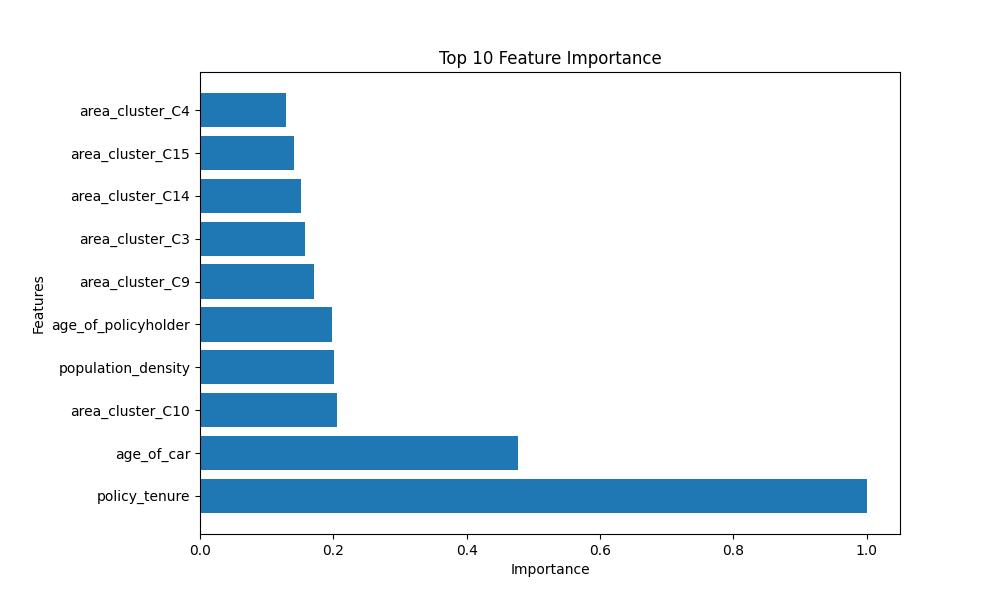 Top 10 Feature Importance
Features
area_cluster_C4
area_cluster_C15
area_cluster_C14
area_cluster_C3
area_cluster_C9
age_of_policyholder
population_density
area_cluster_C10
age_of_car
policy_tenure
0.0 0.2 0.4 0.6 0.8 1.0
Importance